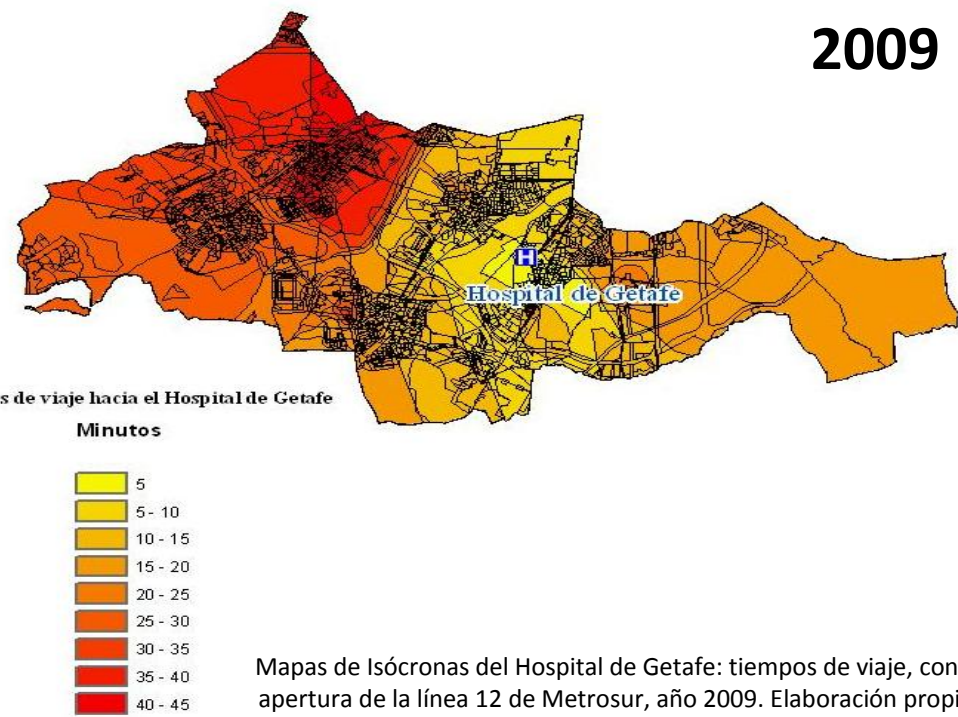 2009
H
Hospital de Getafe
s de viaje hacia el Hospital de Getafe
Minutos
5
5 - 10
10 - 15
15 - 20
20 - 25
25 - 30
30 - 35
35 - 40
40 - 45
Mapas de Isócronas del Hospital de Getafe: tiempos de viaje, con
apertura de la línea 12 de Metrosur, año 2009. Elaboración propi